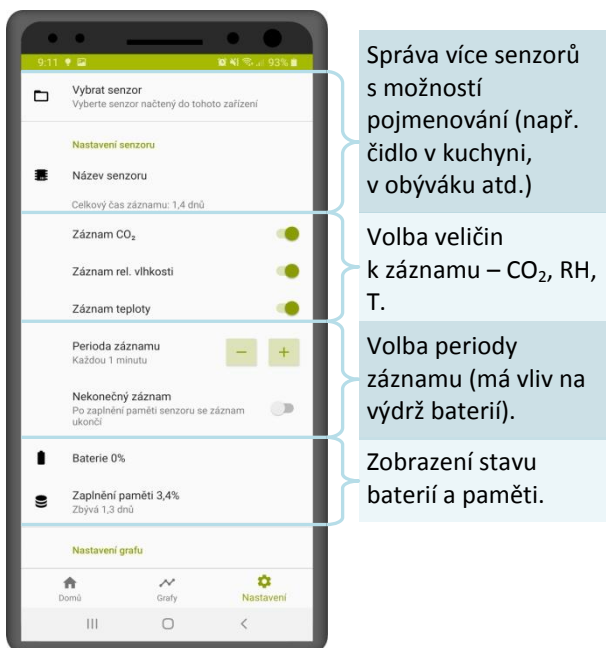 9:11 93%
Vybrat senzor
Vyberte senzor načtený do tohoto zařízení
Nastavení senzoru
Název senzoru
Celkový čas záznamu: 1,4 dnů
Záznam CO₂
Záznam rel. vlhkosti
Záznam teploty
Perioda záznamu
Každou 1 minutu
− +
Nekonečný záznam
Po zaplnění paměti senzoru se záznam
ukončí
Baterie 0%
Zaplnění paměti 3,4%
Zbývá 1,3 dnů
Nastavení grafu
Domů Grafy Nastavení
Správa více senzorů
s možností
pojmenování (např.
čidlo v kuchyni,
v obýváku atd.)
Volba veličin
k záznamu – CO₂, RH,
T.
Volba periody
záznamu (má vliv na
výdrž baterií).
Zobrazení stavu
baterií a paměti.